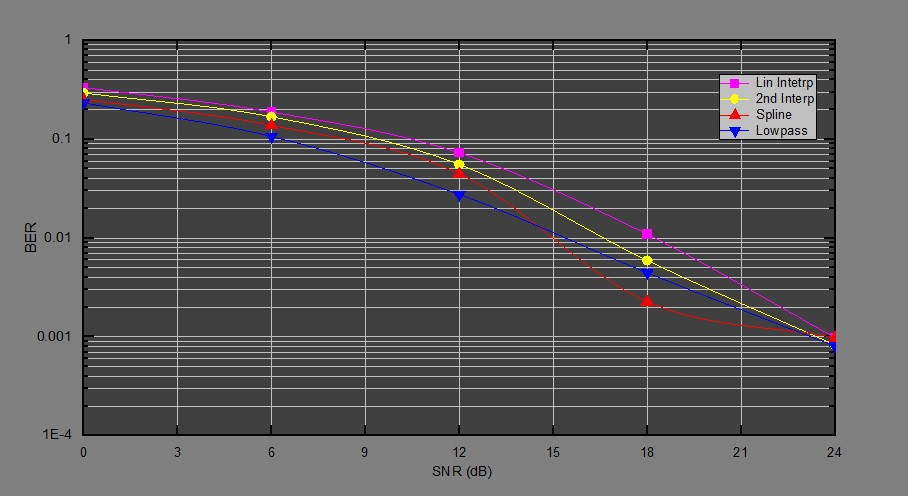 1
Lin Intetrp
2nd Interp
Spline
Lowpass
0.1
BER
0.01
0.001
1E-4
0 3 6 9 12 15 18 21 24
SNR (dB)